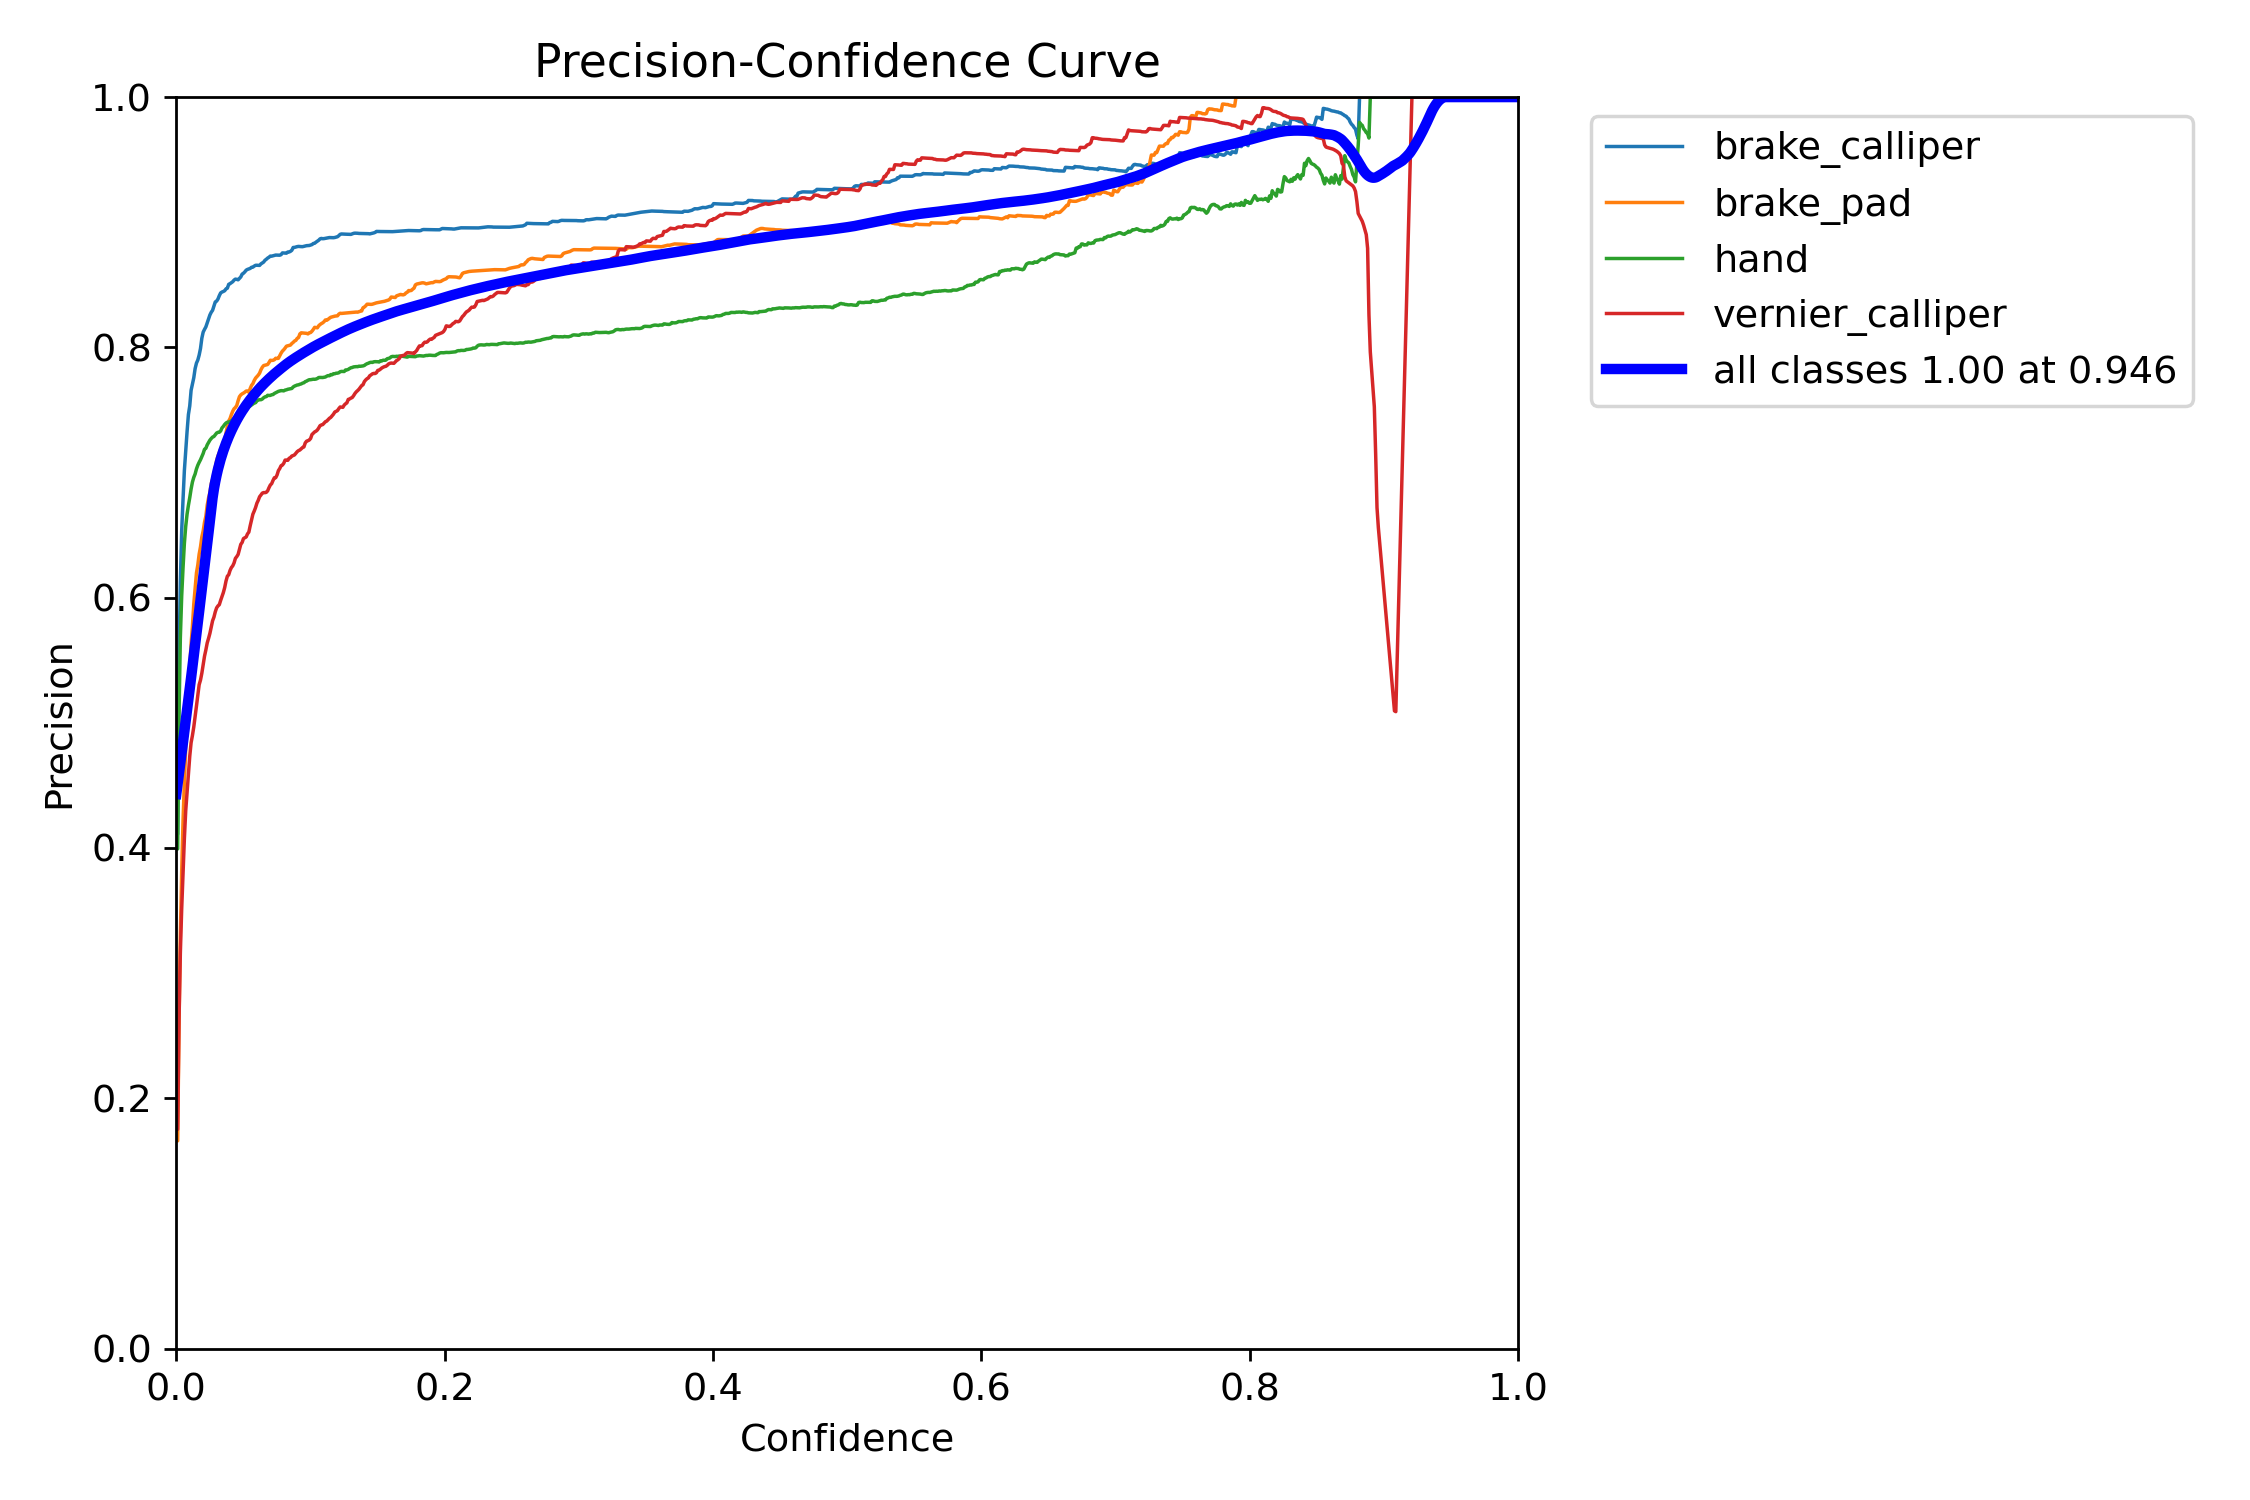 Precision-Confidence Curve
1.0
0.8
0.6
0.4
0.2
0.0
Precision
0.0 0.2 0.4 0.6 0.8 1.0
Confidence
brake_calliper
brake_pad
hand
vernier_calliper
all classes 1.00 at 0.946